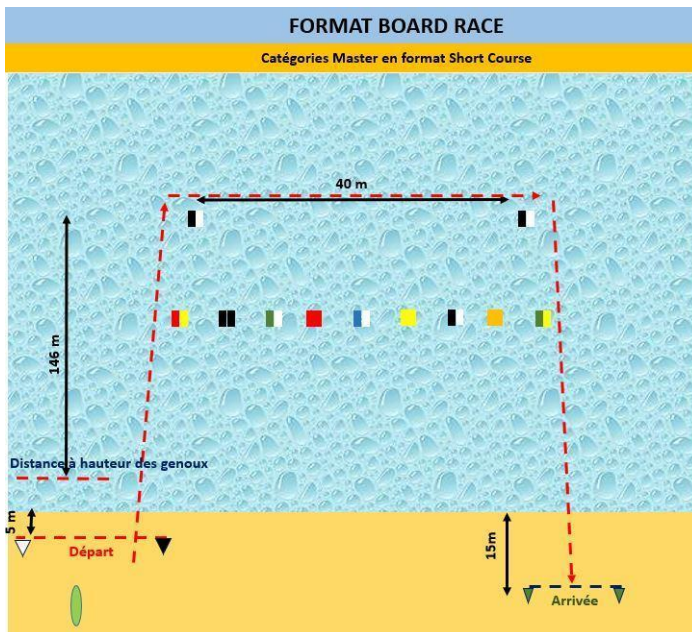 FORMAT BOARD RACE
Catégories Master en format Short Course
40 m
146 m
Distance à hauteur des genoux
5 m
Départ
15m
Arrivée